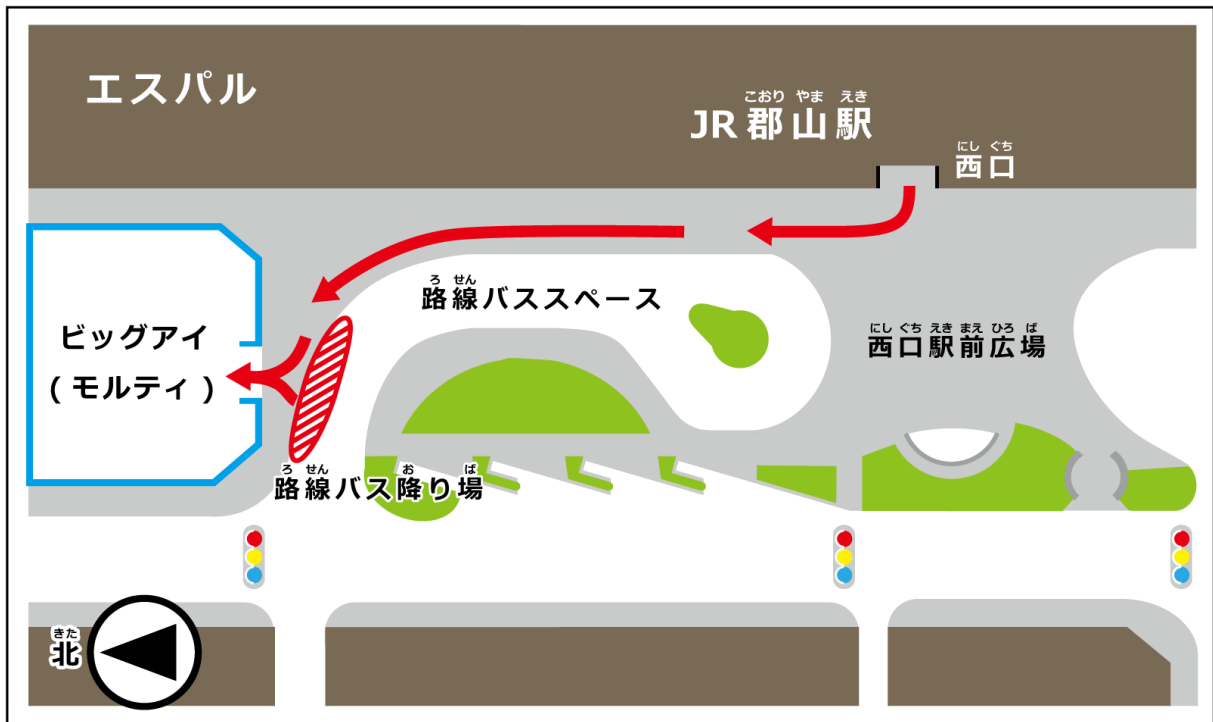 エスパル
こおり やま えき
JR 郡山駅
にし ぐち
西口
ろ せん
路線バススペース
ビッグアイ
( モルティ )
にし ぐち えき まえ ひろ ば
西口駅前広場
ろ せん お ば
路線バス降り場
きた
北